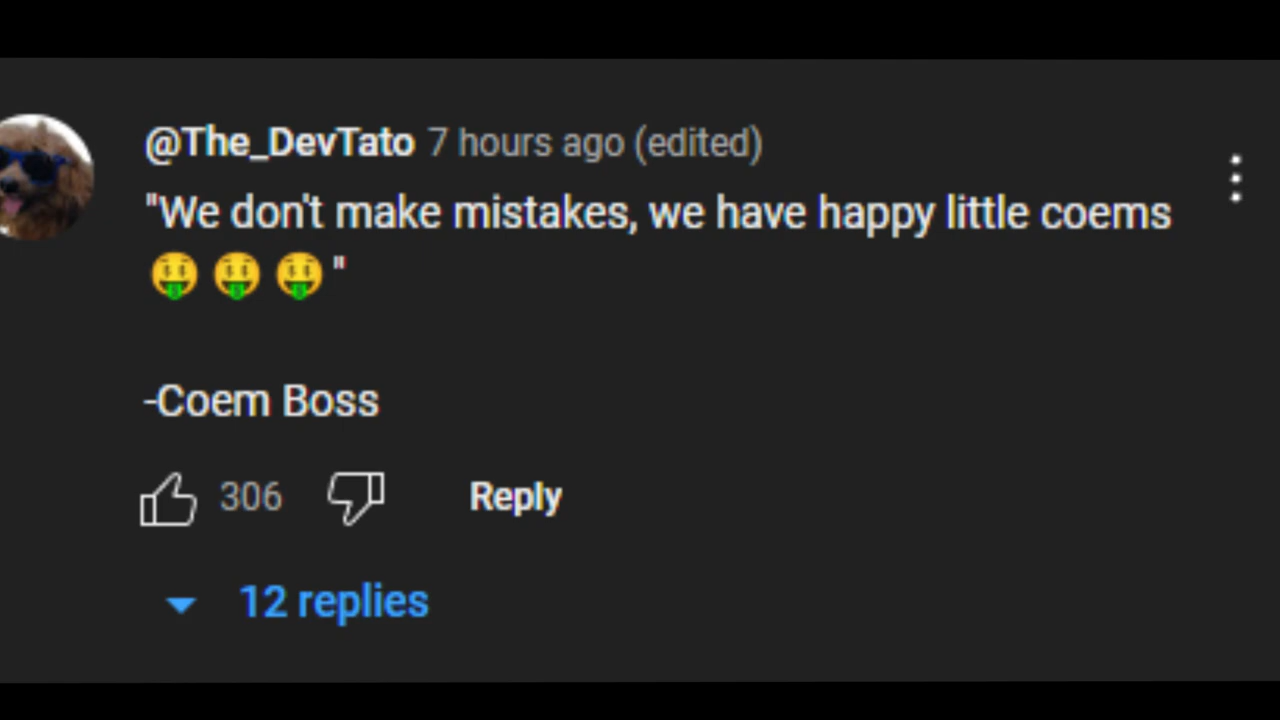 @The_DevTato 7 hours ago (edited)
"We don't make mistakes, we have happy little coems
🤑 🤑 🤑"
-Coem Boss
306 Reply
12 replies